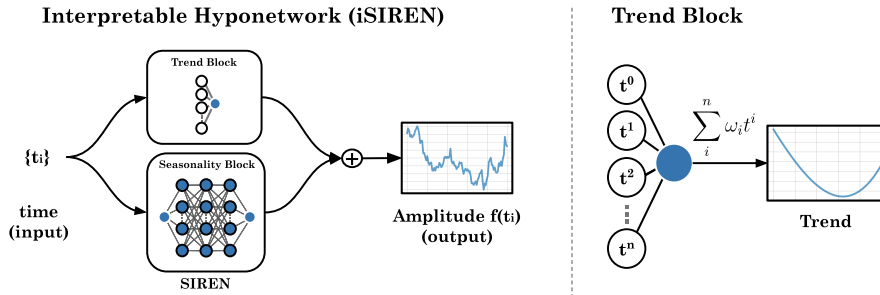 Interpretable Hyponetwork (iSIREN)
Trend Block
Seasonality Block
{tᵢ}
time
(input)
SIREN
Amplitude f(tᵢ)
(output)
Trend Block
t⁰
t¹
t²
tⁿ
∑ᵢⁿ ωᵢtⁱ
Trend